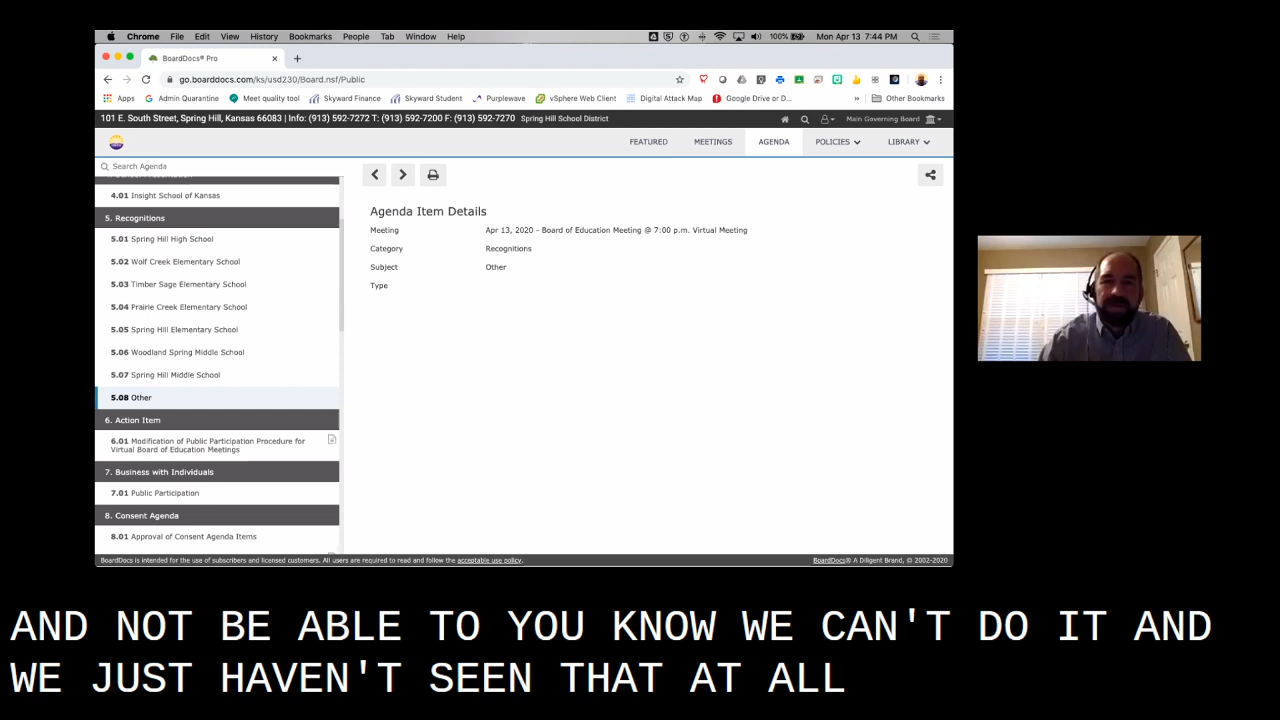 Chrome File Edit View History Bookmarks People Tab Window Help 100% Mon Apr 13 7:44 PM
BoardDocs® Pro
go.boarddocs.com/ks/usd230/Board.nsf/Public
Apps Admin Quarantine Meet quality tool Skyward Finance Skyward Student Purplewave vSphere Web Client Digital Attack Map Google Drive or D... » Other Bookmarks
101 E. South Street, Spring Hill, Kansas 66083 | Info: (913) 592-7272 T: (913) 592-7200 F: (913) 592-7270 Spring Hill School District Main Governing Board
FEATURED MEETINGS AGENDA POLICIES LIBRARY
Search Agenda
4.01 Insight School of Kansas
5. Recognitions
5.01 Spring Hill High School
5.02 Wolf Creek Elementary School
5.03 Timber Sage Elementary School
5.04 Prairie Creek Elementary School
5.05 Spring Hill Elementary School
5.06 Woodland Spring Middle School
5.07 Spring Hill Middle School
5.08 Other
6. Action Item
6.01 Modification of Public Participation Procedure for
Virtual Board of Education Meetings
7. Business with Individuals
7.01 Public Participation
8. Consent Agenda
8.01 Approval of Consent Agenda Items
Agenda Item Details
Meeting Apr 13, 2020 - Board of Education Meeting @ 7:00 p.m. Virtual Meeting
Category Recognitions
Subject Other
Type
BoardDocs is intended for the use of subscribers and licensed customers. All users are required to read and follow the acceptable use policy. BoardDocs® A Diligent Brand, © 2002-2020
AND NOT BE ABLE TO YOU KNOW WE CAN'T DO IT AND
WE JUST HAVEN'T SEEN THAT AT ALL